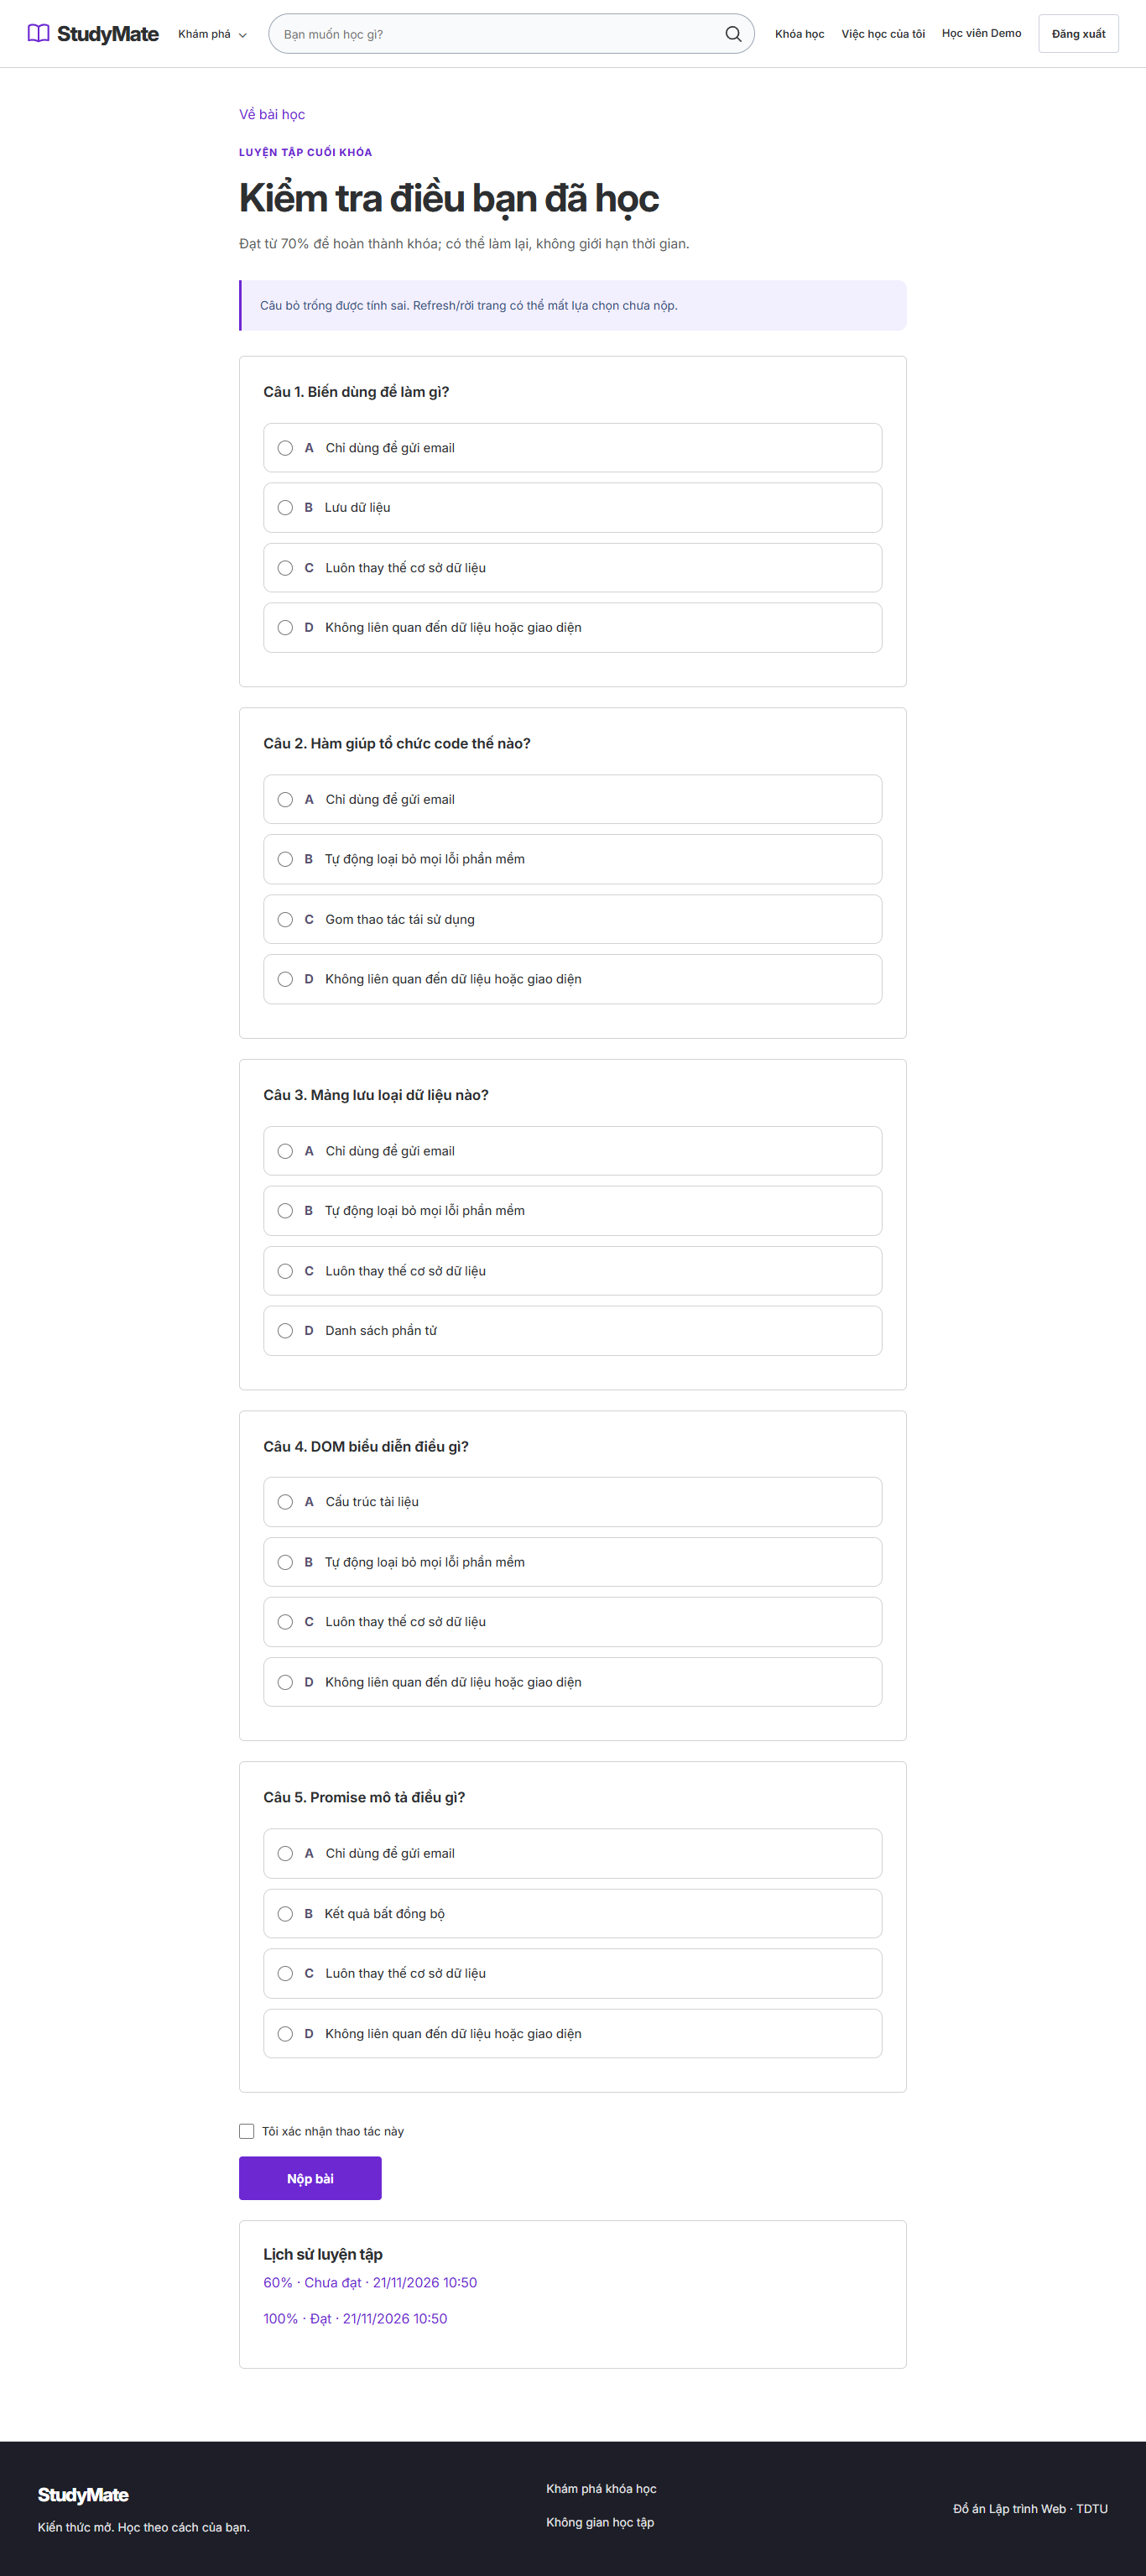 StudyMate
Khám phá
Bạn muốn học gì?
Khóa học
Việc học của tôi
Học viên Demo
Đăng xuất
Về bài học
LUYỆN TẬP CUỐI KHÓA
Kiểm tra điều bạn đã học
Đạt từ 70% để hoàn thành khóa; có thể làm lại, không giới hạn thời gian.
Câu bỏ trống được tính sai. Refresh/rời trang có thể mất lựa chọn chưa nộp.
Câu 1. Biến dùng để làm gì?
A Chỉ dùng để gửi email
B Lưu dữ liệu
C Luôn thay thế cơ sở dữ liệu
D Không liên quan đến dữ liệu hoặc giao diện
Câu 2. Hàm giúp tổ chức code thế nào?
A Chỉ dùng để gửi email
B Tự động loại bỏ mọi lỗi phần mềm
C Gom thao tác tái sử dụng
D Không liên quan đến dữ liệu hoặc giao diện
Câu 3. Mảng lưu loại dữ liệu nào?
A Chỉ dùng để gửi email
B Tự động loại bỏ mọi lỗi phần mềm
C Luôn thay thế cơ sở dữ liệu
D Danh sách phần tử
Câu 4. DOM biểu diễn điều gì?
A Cấu trúc tài liệu
B Tự động loại bỏ mọi lỗi phần mềm
C Luôn thay thế cơ sở dữ liệu
D Không liên quan đến dữ liệu hoặc giao diện
Câu 5. Promise mô tả điều gì?
A Chỉ dùng để gửi email
B Kết quả bất đồng bộ
C Luôn thay thế cơ sở dữ liệu
D Không liên quan đến dữ liệu hoặc giao diện
Tôi xác nhận thao tác này
Nộp bài
Lịch sử luyện tập
60% · Chưa đạt · 21/11/2026 10:50
100% · Đạt · 21/11/2026 10:50
StudyMate
Kiến thức mở. Học theo cách của bạn.
Khám phá khóa học
Không gian học tập
Đồ án Lập trình Web · TDTU